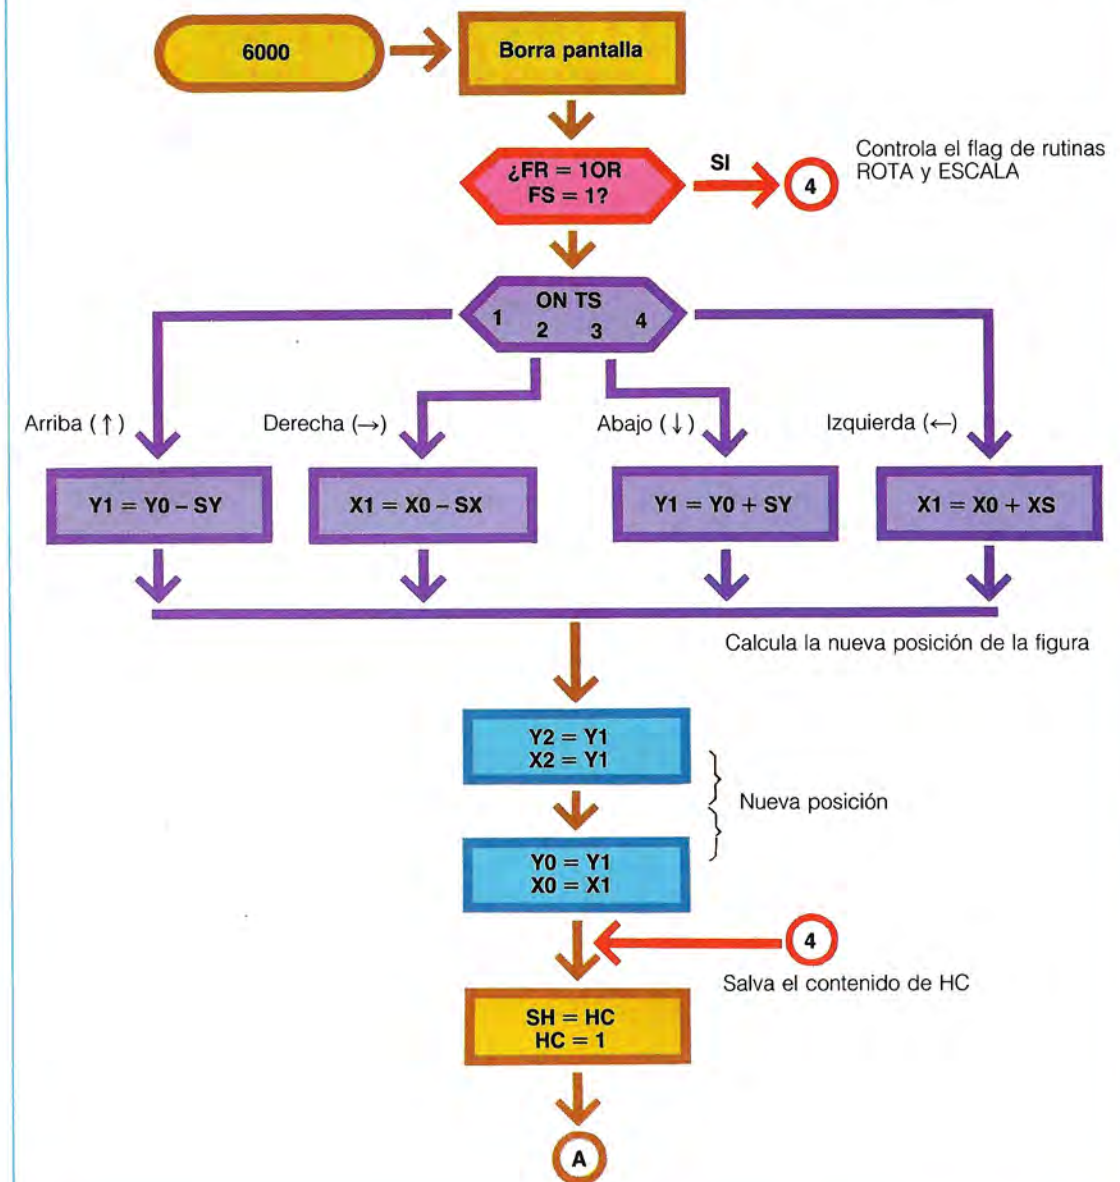 6000
Borra pantalla
¿FR = 1OR
FS = 1?
SI
4
Controla el flag de rutinas
ROTA y ESCALA
ON TS
1
2
3
4
Arriba (↑)
Derecha (→)
Abajo (↓)
Izquierda (←)
Y1 = Y0 – SY
X1 = X0 – SX
Y1 = Y0 + SY
X1 = X0 + XS
Calcula la nueva posición de la figura
Y2 = Y1
X2 = Y1
Nueva posición
Y0 = Y1
X0 = X1
4
Salva el contenido de HC
SH = HC
HC = 1
A